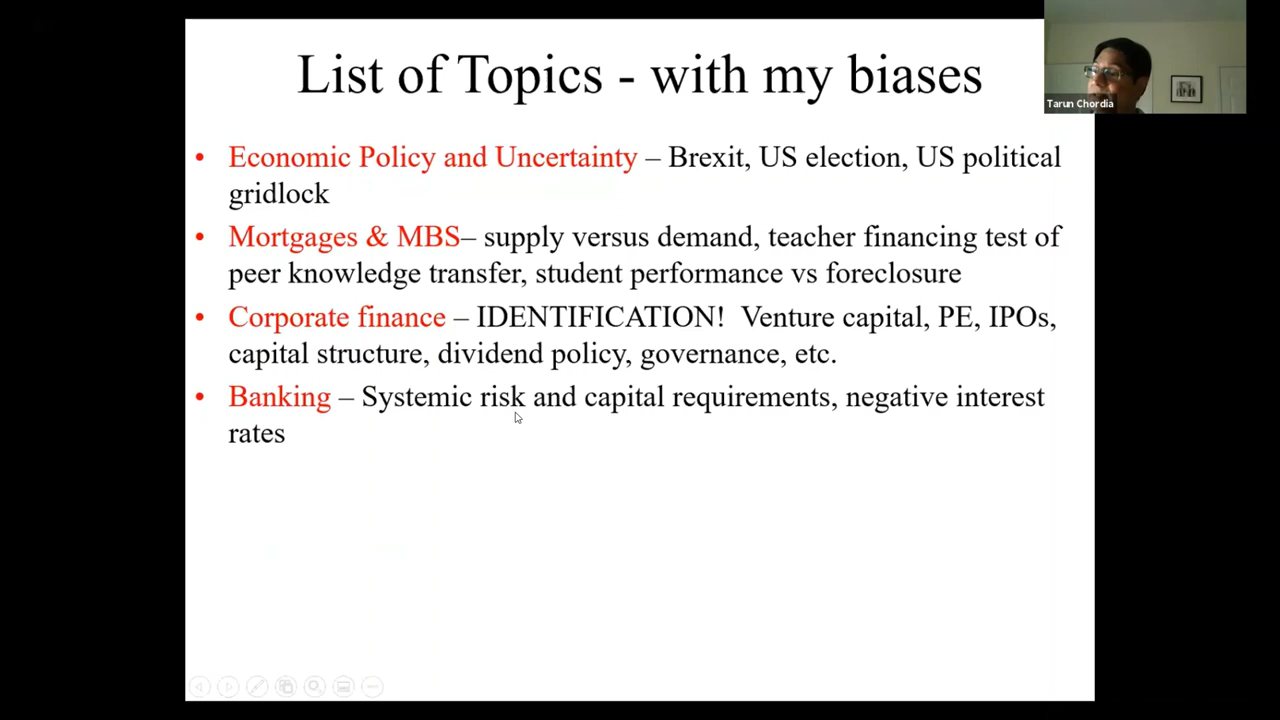 List of Topics - with my biases
Tarun Chordia
• Economic Policy and Uncertainty – Brexit, US election, US political
gridlock
• Mortgages & MBS– supply versus demand, teacher financing test of
peer knowledge transfer, student performance vs foreclosure
• Corporate finance – IDENTIFICATION!  Venture capital, PE, IPOs,
capital structure, dividend policy, governance, etc.
• Banking – Systemic risk and capital requirements, negative interest
rates